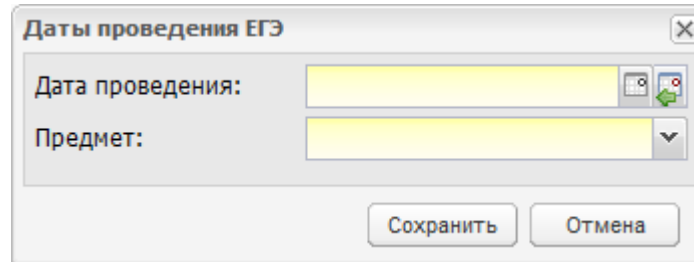 Даты проведения ЕГЭ
Дата проведения:
Предмет:
Сохранить Отмена